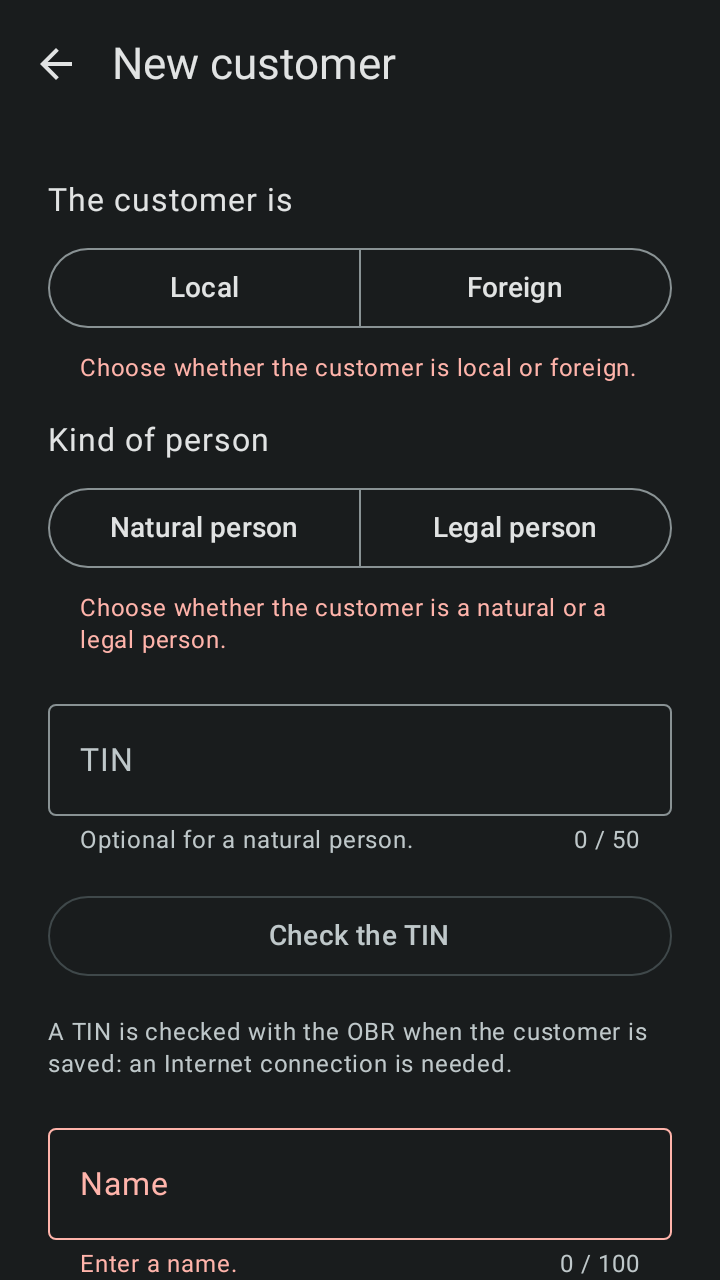 New customer
The customer is
Local
Foreign
Choose whether the customer is local or foreign.
Kind of person
Natural person
Legal person
Choose whether the customer is a natural or a
legal person.
TIN
Optional for a natural person.
0 / 50
Check the TIN
A TIN is checked with the OBR when the customer is
saved: an Internet connection is needed.
Name
Enter a name.
0 / 100